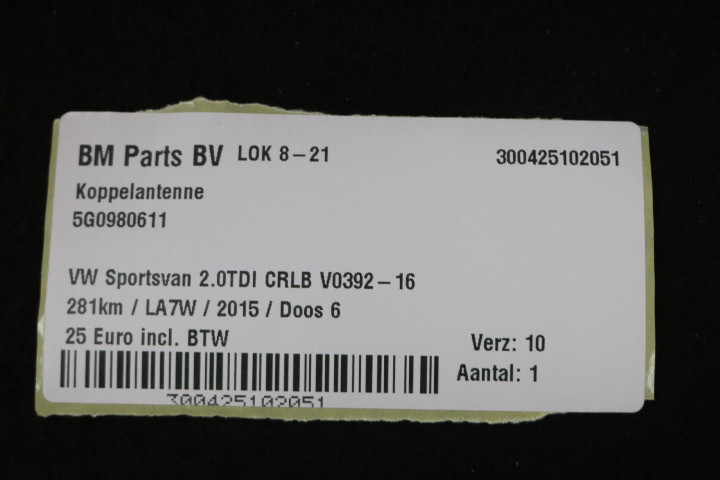 BM Parts BV LOK 8-21 300425102051
Koppelantenne
5G0980611
VW Sportsvan 2.0TDI CRLB V0392-16
281km / LA7W / 2015 / Doos 6
25 Euro incl. BTW Verz: 10
Aantal: 1
300425102051